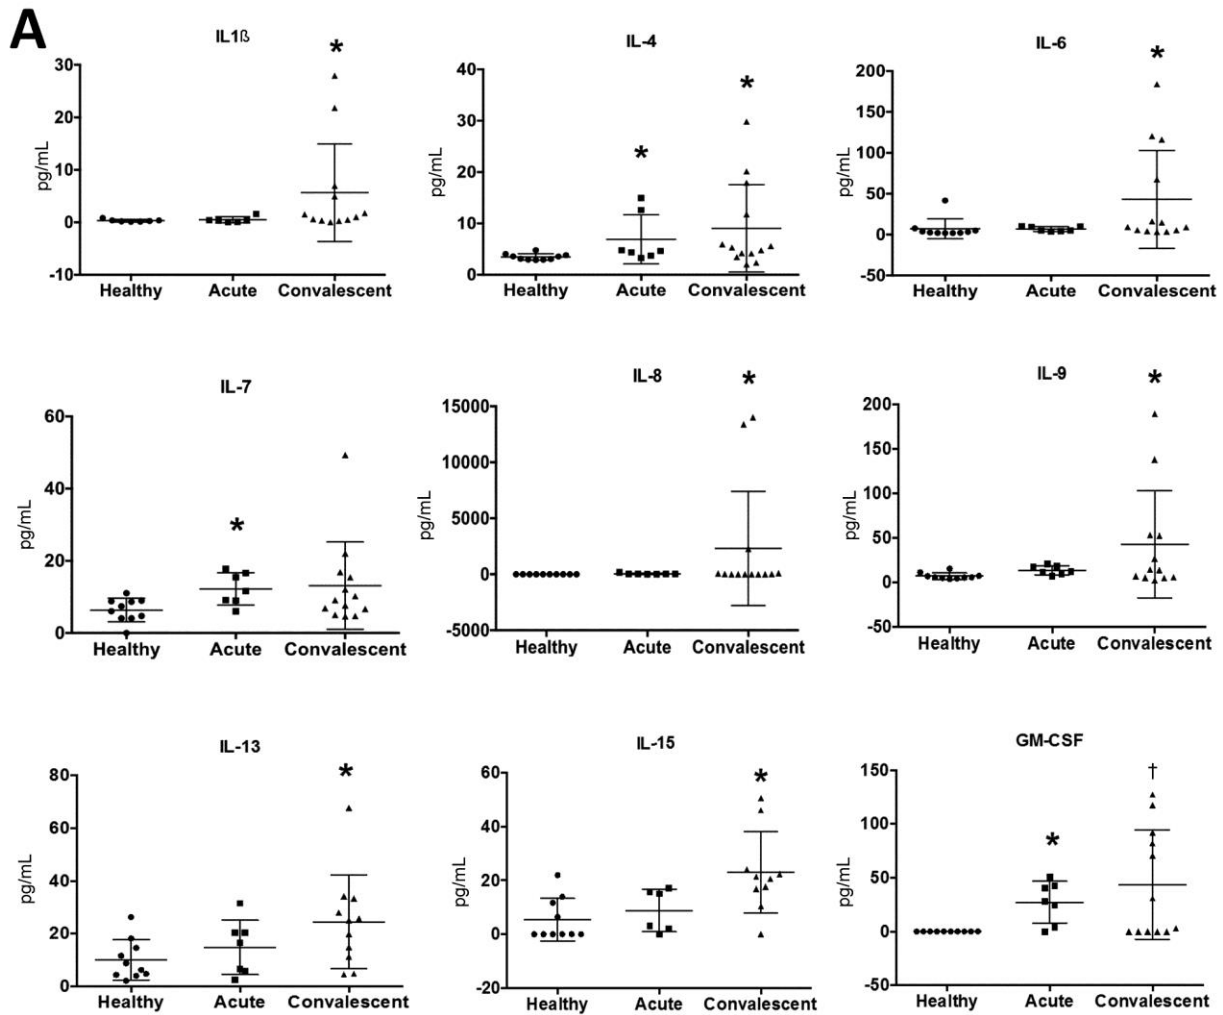 A
IL1ß
*
pg/mL
30
20
10
0
-10
Healthy Acute Convalescent
IL-4
*
*
pg/mL
40
30
20
10
0
Healthy Acute Convalescent
IL-6
*
pg/mL
200
150
100
50
0
-50
Healthy Acute Convalescent
IL-7
*
pg/mL
60
40
20
0
Healthy Acute Convalescent
IL-8
*
pg/mL
15000
10000
5000
0
-5000
Healthy Acute Convalescent
IL-9
*
pg/mL
200
150
100
50
0
-50
Healthy Acute Convalescent
IL-13
*
pg/mL
80
60
40
20
0
Healthy Acute Convalescent
IL-15
*
pg/mL
60
40
20
0
-20
Healthy Acute Convalescent
GM-CSF
†
*
pg/mL
150
100
50
0
-50
Healthy Acute Convalescent